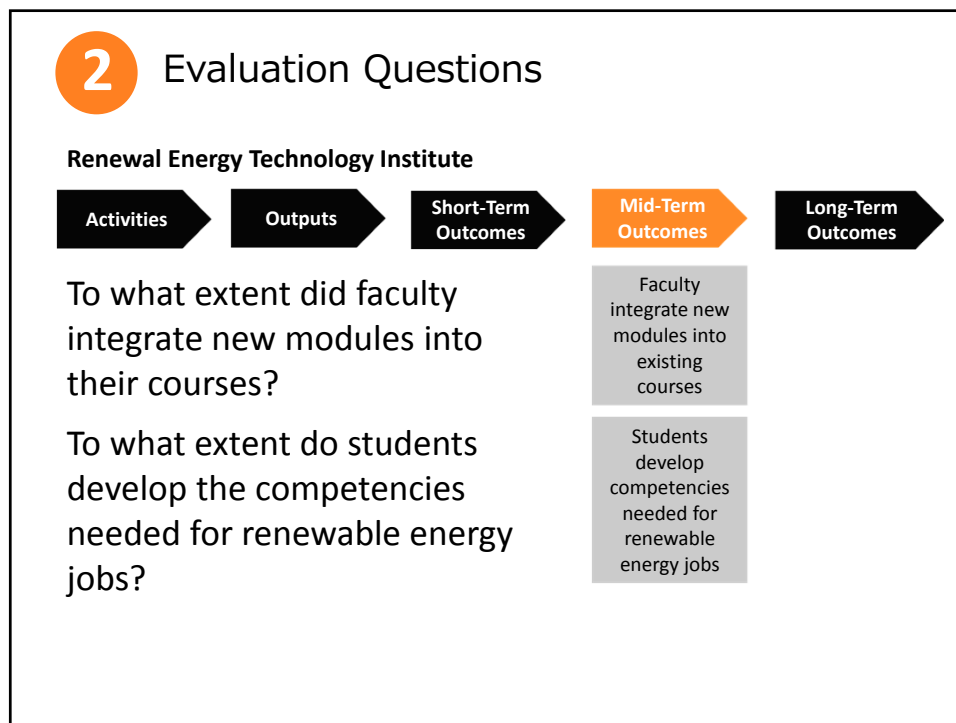 2
Evaluation Questions
Renewal Energy Technology Institute
Activities
Outputs
Short-Term
Outcomes
Mid-Term
Outcomes
Long-Term
Outcomes
To what extent did faculty
integrate new modules into
their courses?
Faculty
integrate new
modules into
existing
courses
To what extent do students
develop the competencies
needed for renewable energy
jobs?
Students
develop
competencies
needed for
renewable
energy jobs